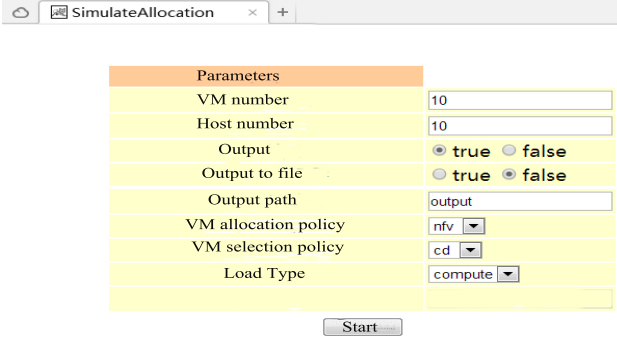 SimulateAllocation × +
Parameters
VM number 10
Host number 10
Output true false
Output to file true false
Output path output
VM allocation policy nfv
VM selection policy cd
Load Type compute
Start